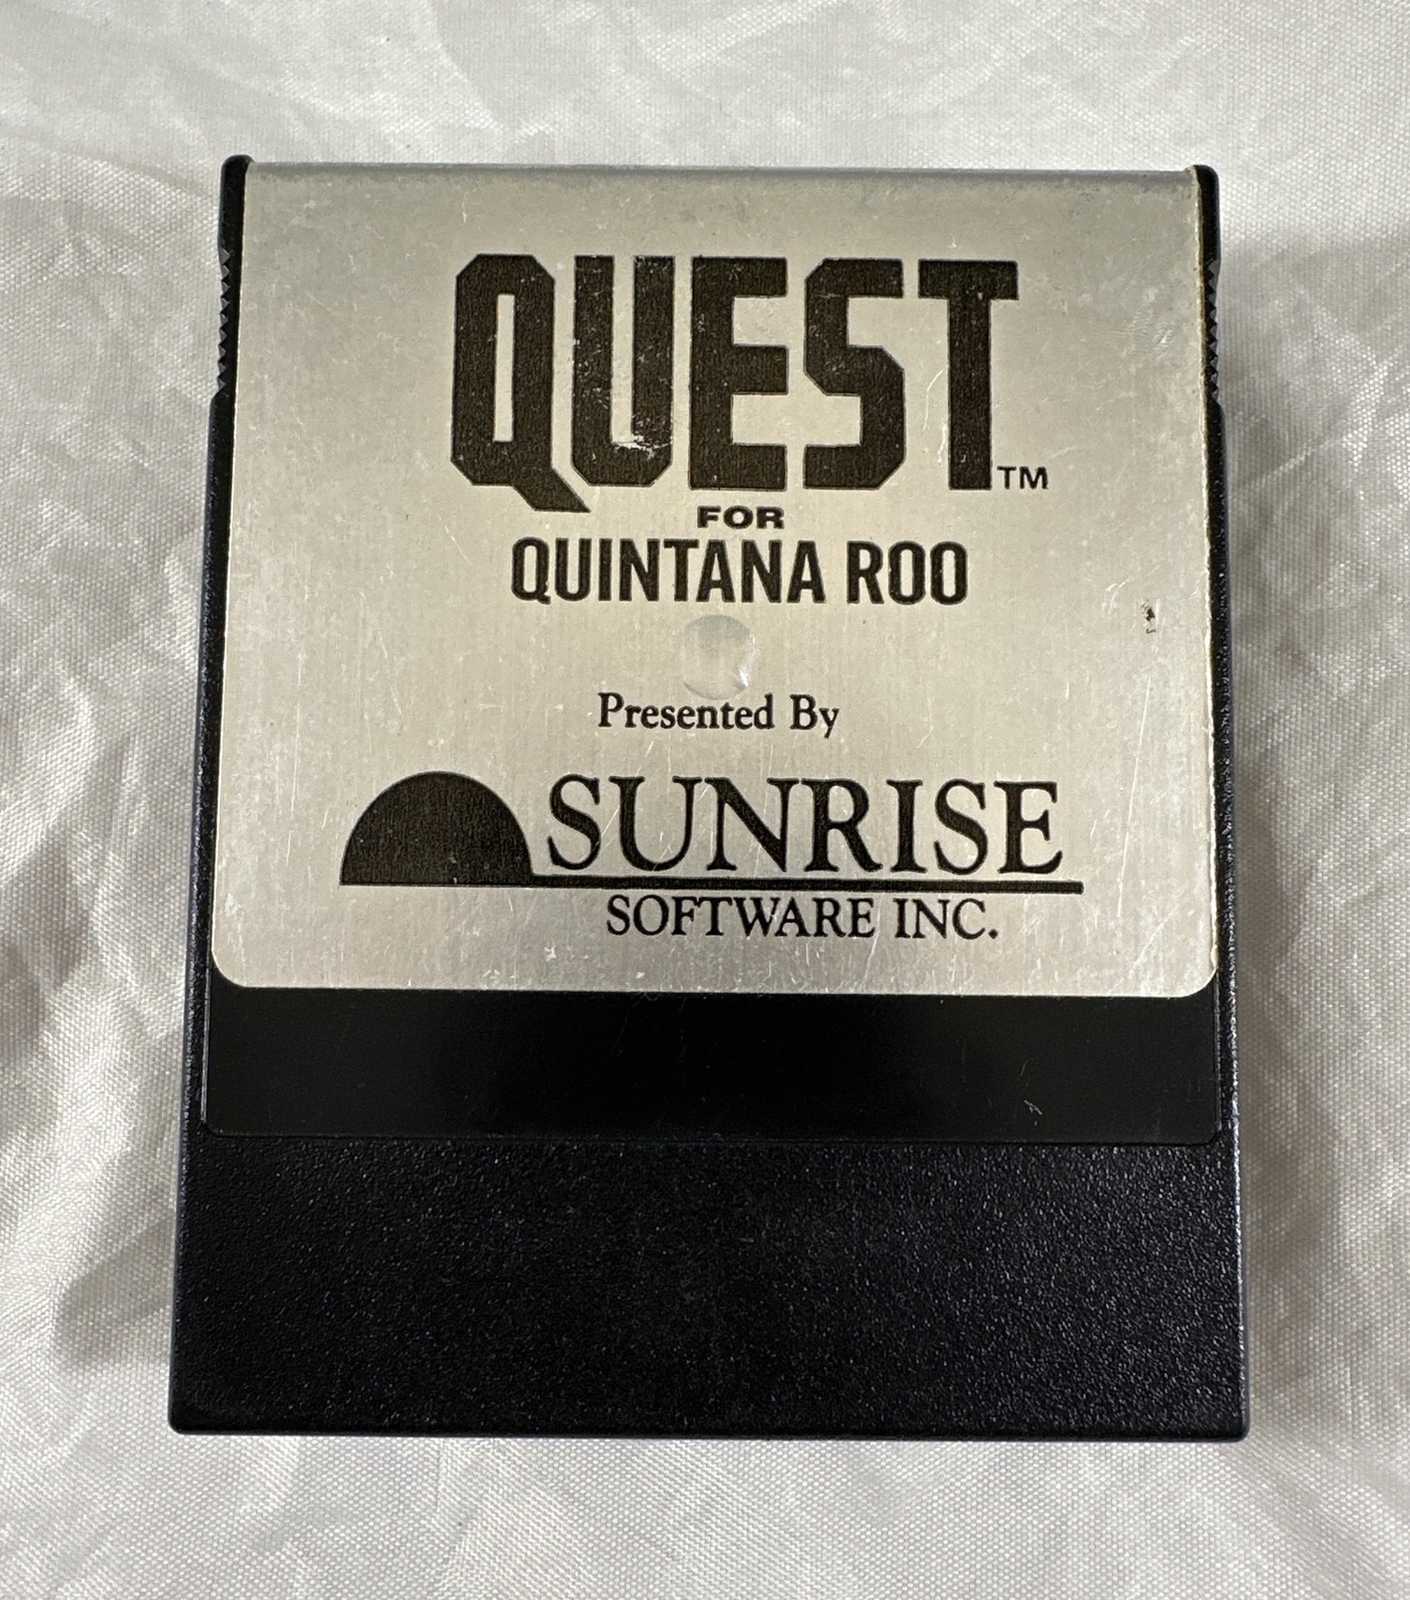 QUEST™
FOR
QUINTANA ROO
Presented By
SUNRISE
SOFTWARE INC.